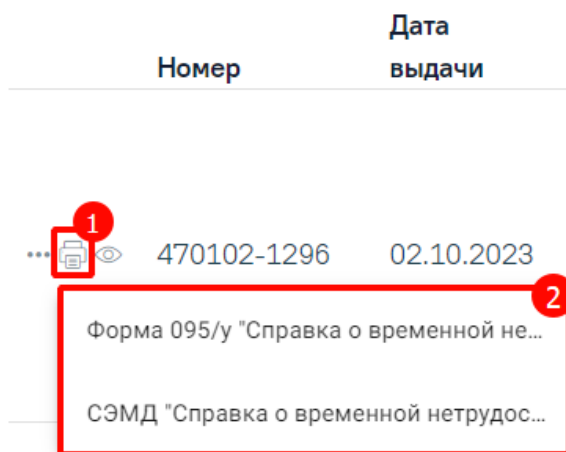 Номер
Дата
выдачи
1
470102-1296
02.10.2023
2
Форма 095/у "Справка о временной не...
СЭМД "Справка о временной нетрудос...